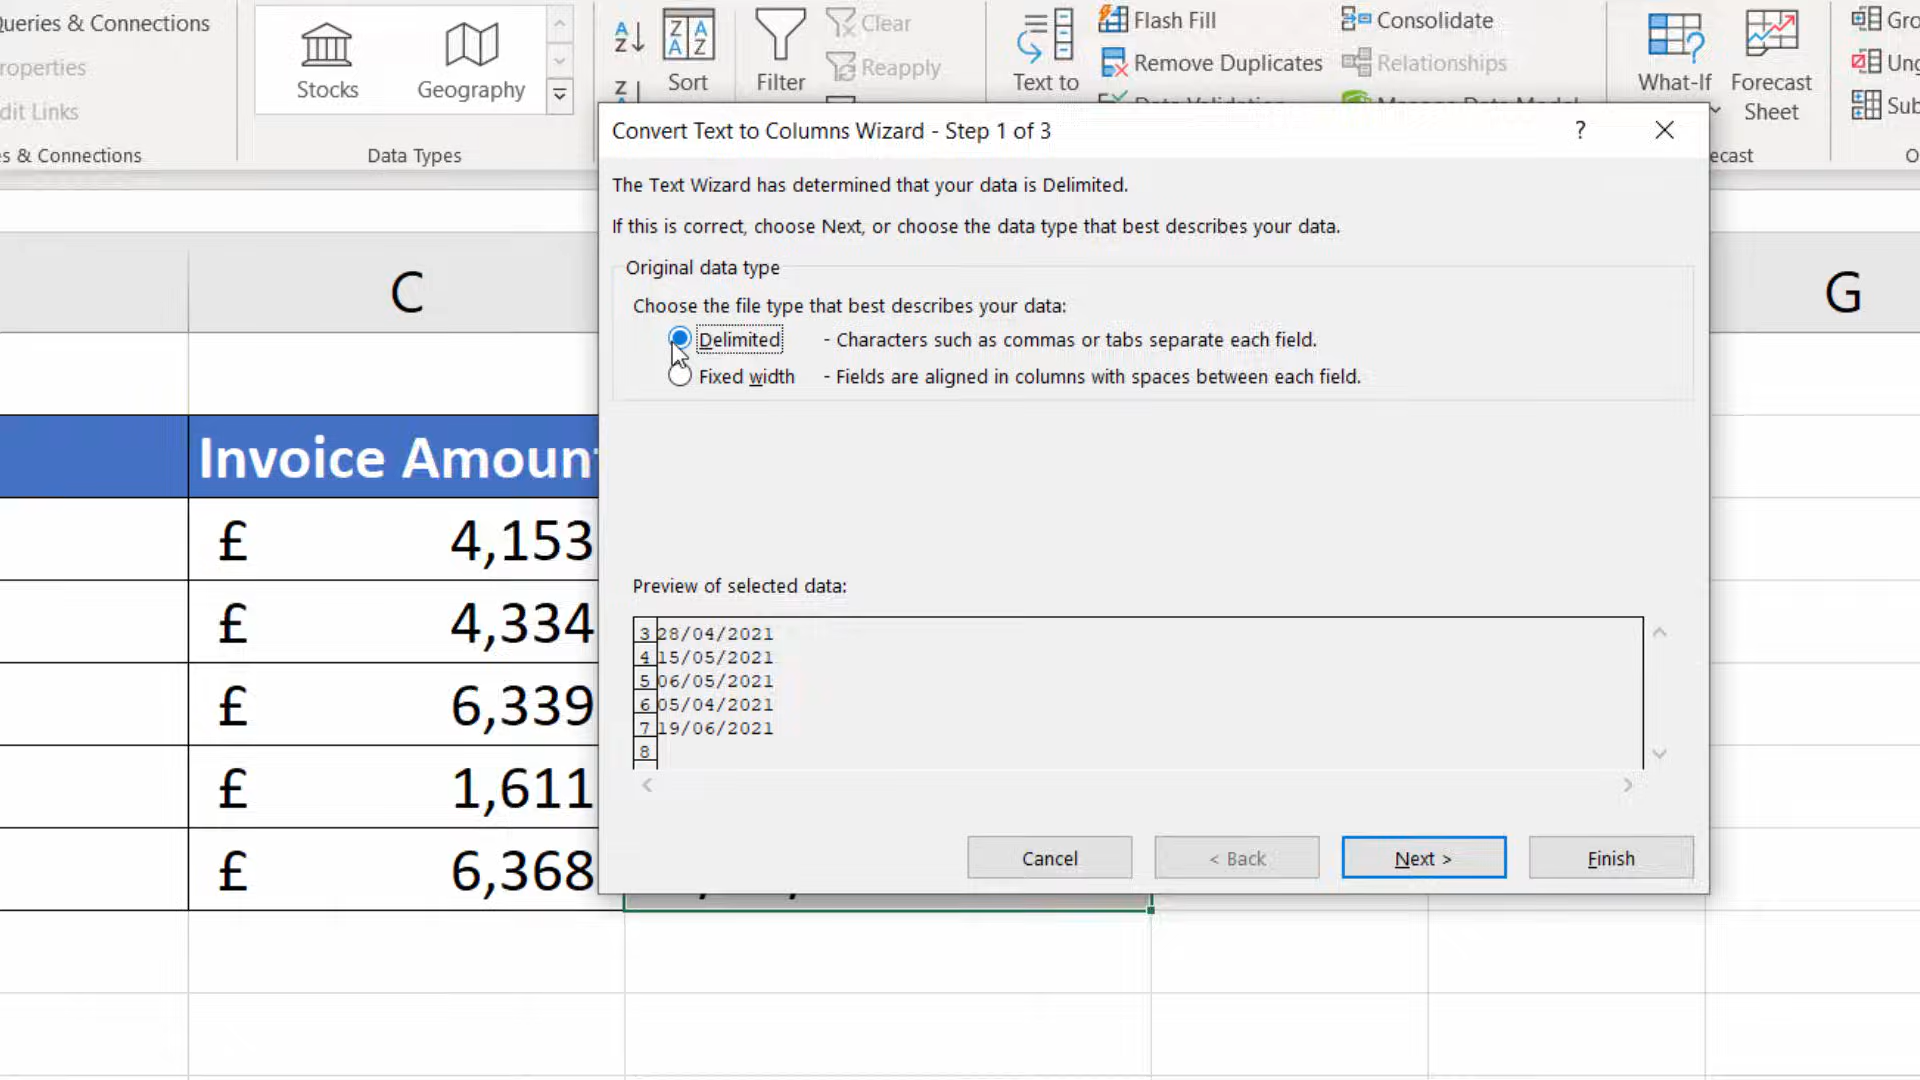 ueries & Connections
roperties
dit Links
s & Connections
Stocks
Geography
Data Types
Sort
Filter
Clear
Reapply
Text to
Flash Fill
Remove Duplicates
Data Validation
Consolidate
Relationships
Manage Data Model
What-If
Forecast
Sheet
ecast
Gro
Ung
Sub
O
Convert Text to Columns Wizard - Step 1 of 3
?
The Text Wizard has determined that your data is Delimited.
If this is correct, choose Next, or choose the data type that best describes your data.
Original data type
Choose the file type that best describes your data:
Delimited - Characters such as commas or tabs separate each field.
Fixed width - Fields are aligned in columns with spaces between each field.
Preview of selected data:
3 28/04/2021
4 15/05/2021
5 06/05/2021
6 05/04/2021
7 19/06/2021
8
Cancel
< Back
Next >
Finish
C
G
Invoice Amoun
£ 4,153
£ 4,334
£ 6,339
£ 1,611
£ 6,368